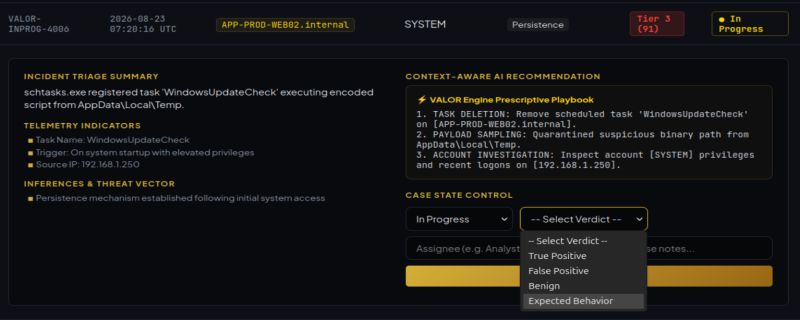 VALOR-
INPROG-4006
2026-08-23
07:20:16 UTC
APP-PROD-WEB02.internal
SYSTEM
Persistence
Tier 3
(91)
● In
Progress
INCIDENT TRIAGE SUMMARY
schtasks.exe registered task 'WindowsUpdateCheck' executing encoded
script from AppData\Local\Temp.
TELEMETRY INDICATORS
Task Name: WindowsUpdateCheck
Trigger: On system startup with elevated privileges
Source IP: 192.168.1.250
INFERENCES & THREAT VECTOR
Persistence mechanism established following initial system access
CONTEXT-AWARE AI RECOMMENDATION
⚡ VALOR Engine Prescriptive Playbook
1. TASK DELETION: Remove scheduled task 'WindowsUpdateCheck'
on [APP-PROD-WEB02.internal].
2. PAYLOAD SAMPLING: Quarantined suspicious binary path from
AppData\Local\Temp.
3. ACCOUNT INVESTIGATION: Inspect account [SYSTEM] privileges
and recent logons on [192.168.1.250].
CASE STATE CONTROL
In Progress
-- Select Verdict --
-- Select Verdict --
True Positive
False Positive
Benign
Expected Behavior
Assignee (e.g. Analyst
se notes...